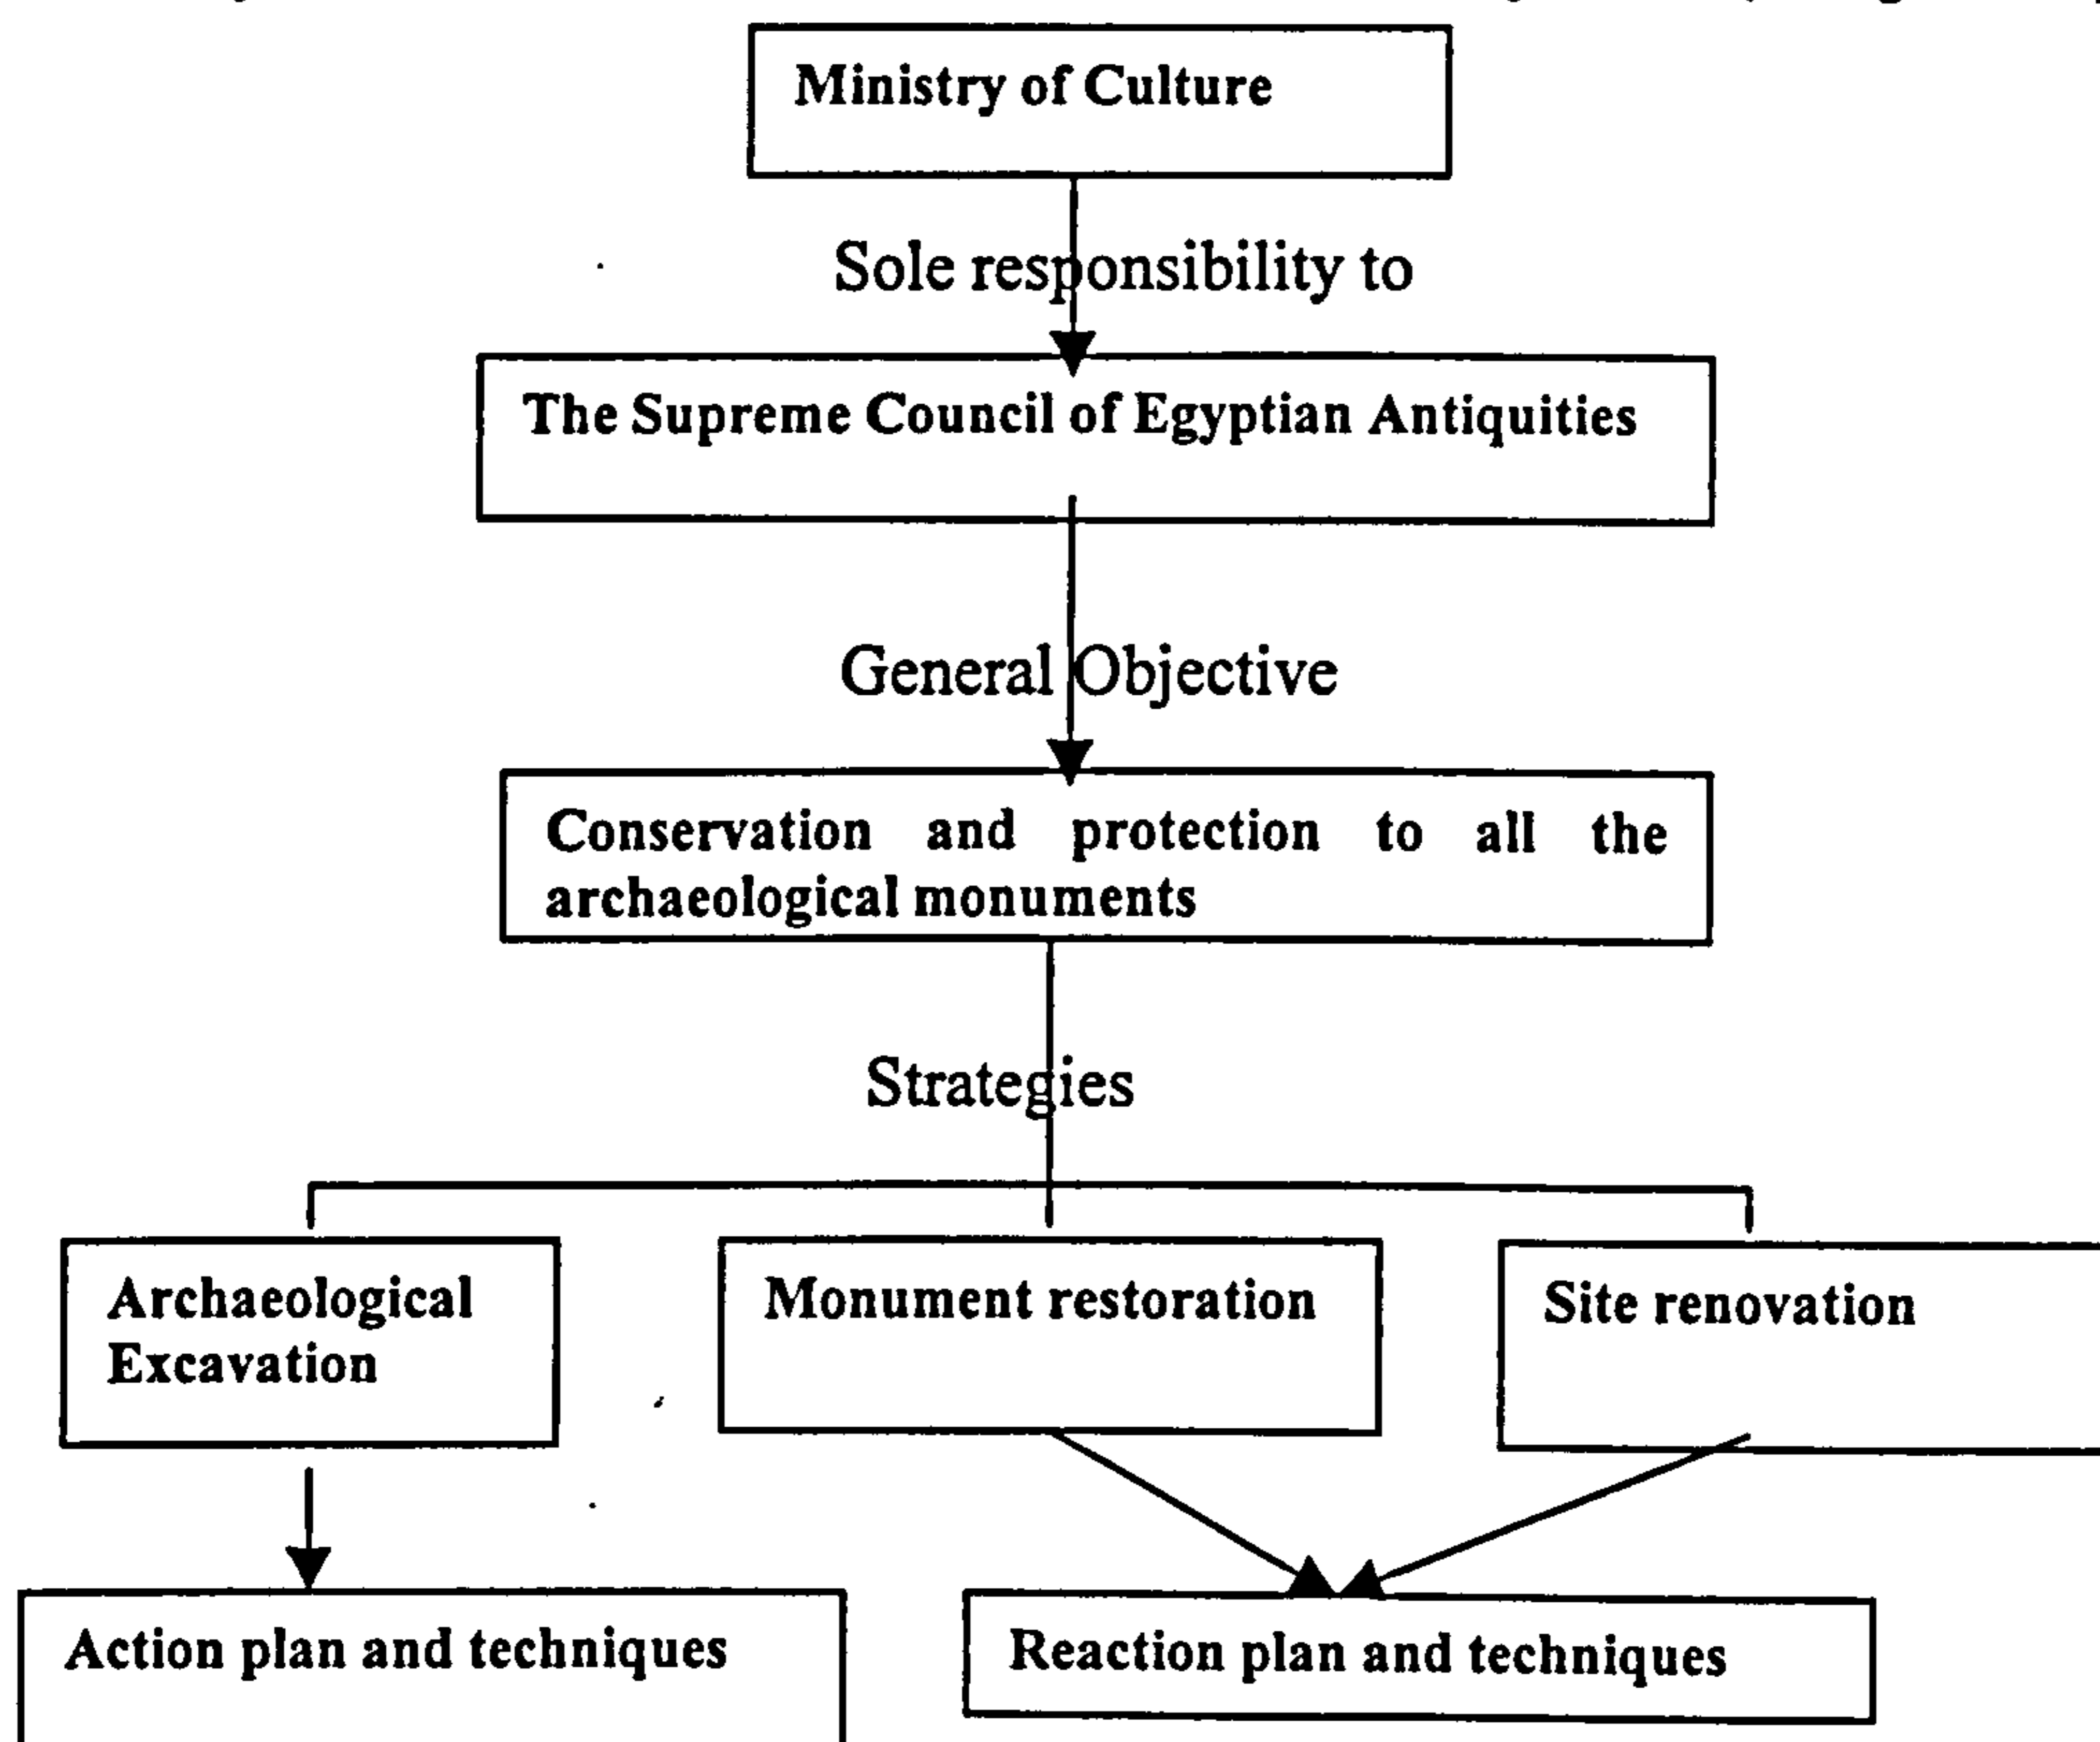 Ministry of Culture
Sole responsibility to
The Supreme Council of Egyptian Antiquities
General Objective
Conservation and protection to all the
archaeological monuments
Strategies
Archaeological
Excavation
Monument restoration
Site renovation
Action plan and techniques
Reaction plan and techniques